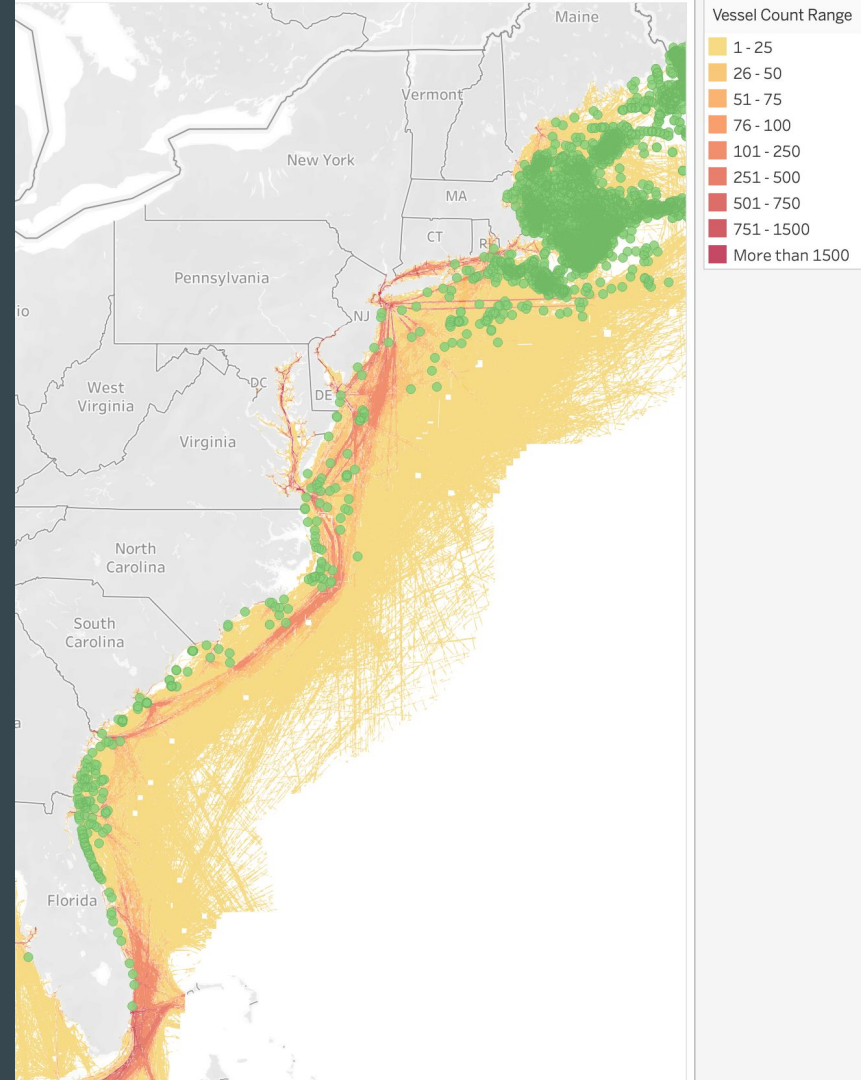 Maine
Vessel Count Range
1 - 25
26 - 50
51 - 75
76 - 100
101 - 250
251 - 500
501 - 750
751 - 1500
More than 1500
Vermont
New York
MA
CT
Pennsylvania
NJ
io
West
Virginia
DC
DE
Virginia
North
Carolina
South
Carolina
a
Florida